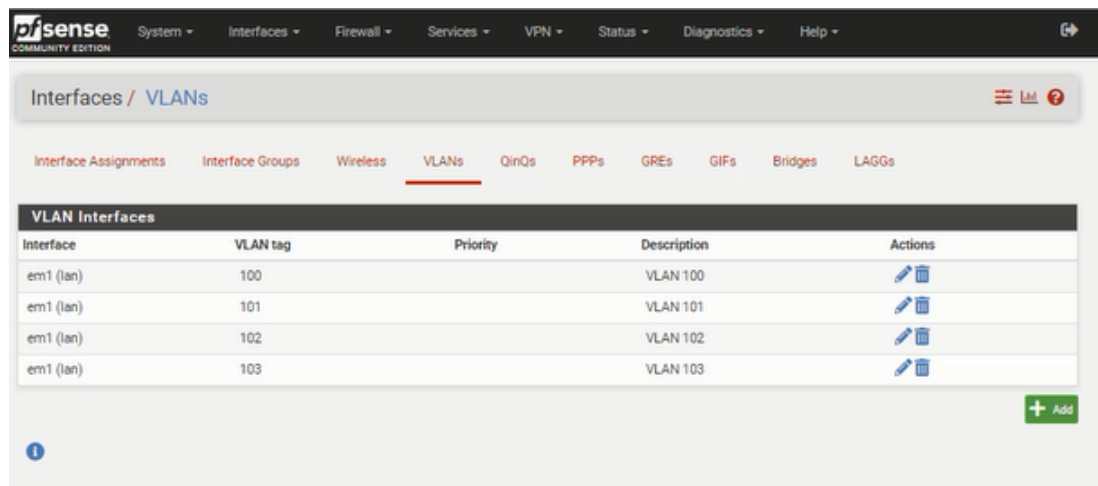 pfsense System Interfaces Firewall Services VPN Status Diagnostics Help
COMMUNITY EDITION
Interfaces / VLANs
Interface Assignments Interface Groups Wireless VLANs QinQs PPPs GREs GIFs Bridges LAGGs
VLAN Interfaces
Interface VLAN tag Priority Description Actions
em1 (lan) 100 VLAN 100
em1 (lan) 101 VLAN 101
em1 (lan) 102 VLAN 102
em1 (lan) 103 VLAN 103
Add